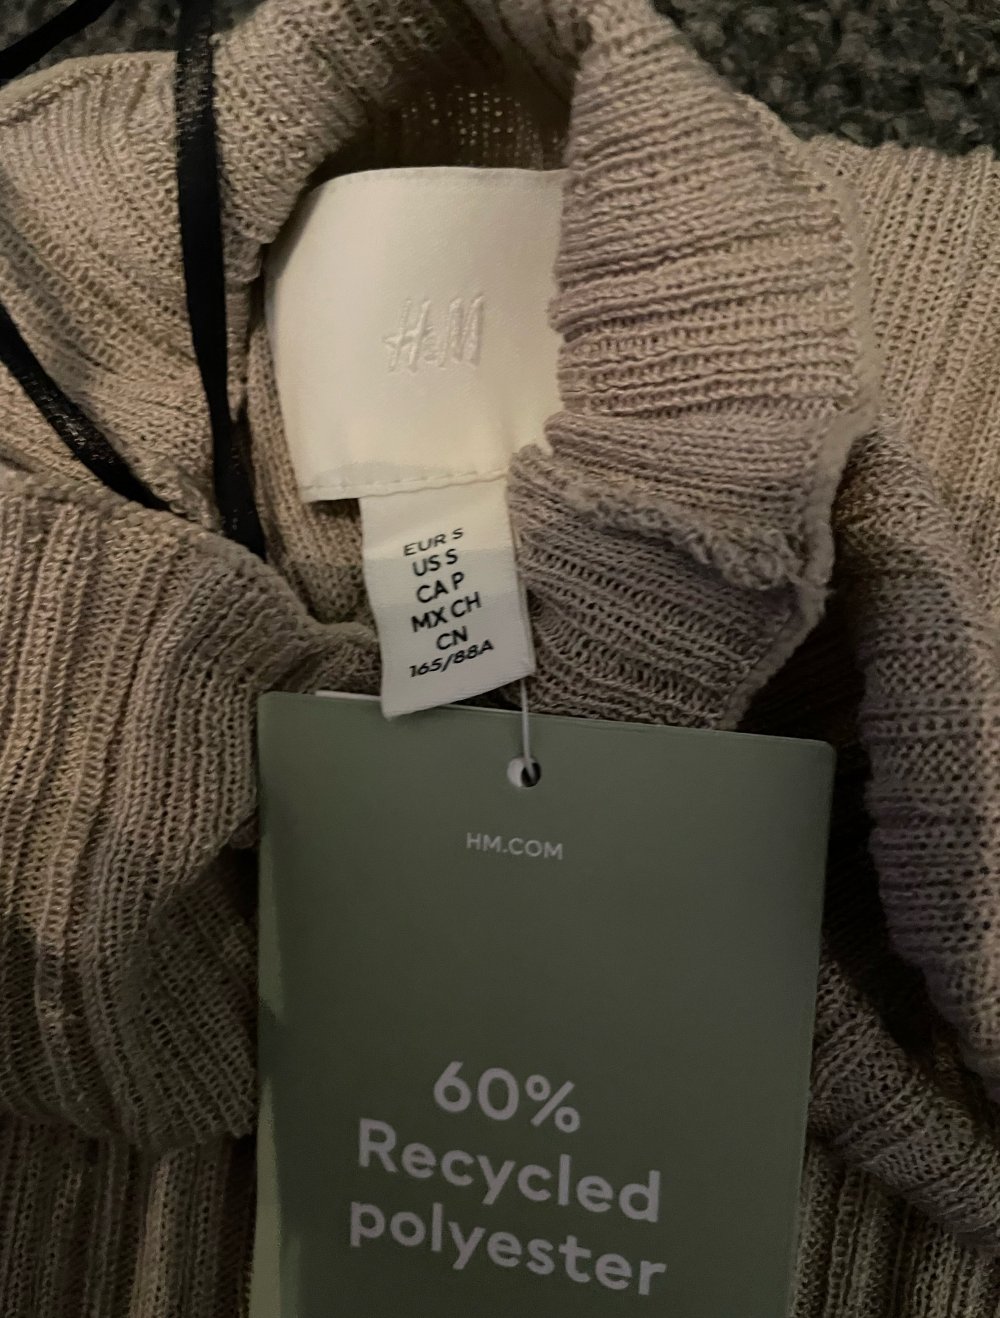 H&M
EUR S
US S
CA P
MX CH
CN
165/88A
HM.COM
60%
Recycled
polyester